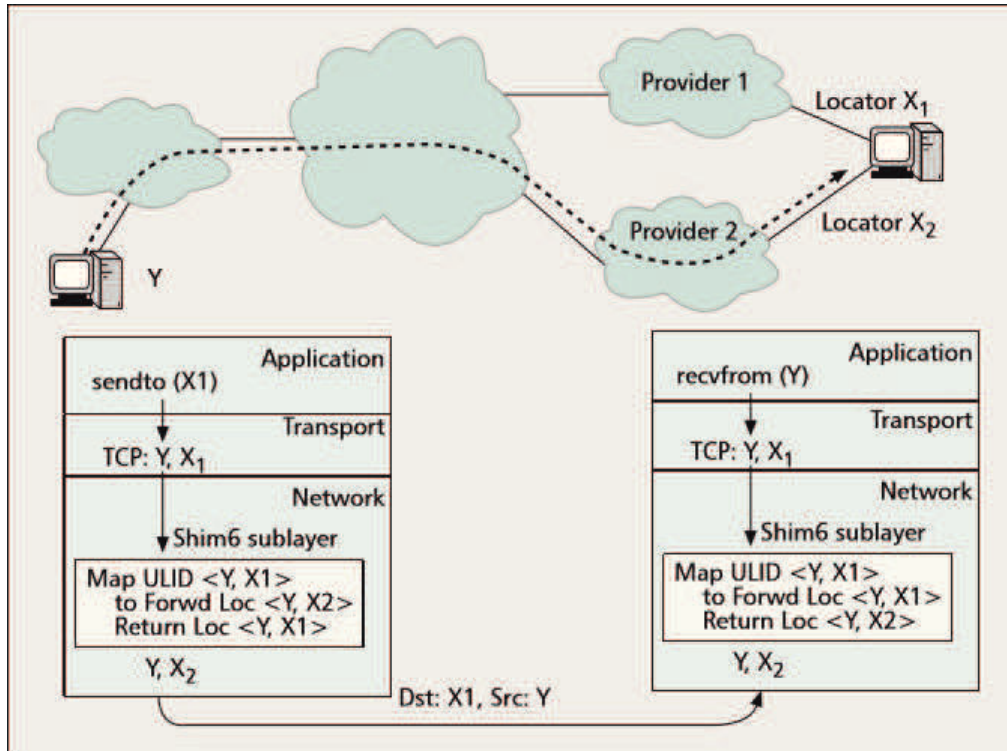 Provider 1
Locator X1
Provider 2
Locator X2
Y
Application
sendto (X1)
Transport
TCP: Y, X1
Network
Shim6 sublayer
Map ULID <Y, X1>
to Forwd Loc <Y, X2>
Return Loc <Y, X1>
Y, X2
Application
recvfrom (Y)
Transport
TCP: Y, X1
Network
Shim6 sublayer
Map ULID <Y, X1>
to Forwd Loc <Y, X1>
Return Loc <Y, X2>
Y, X2
Dst: X1, Src: Y